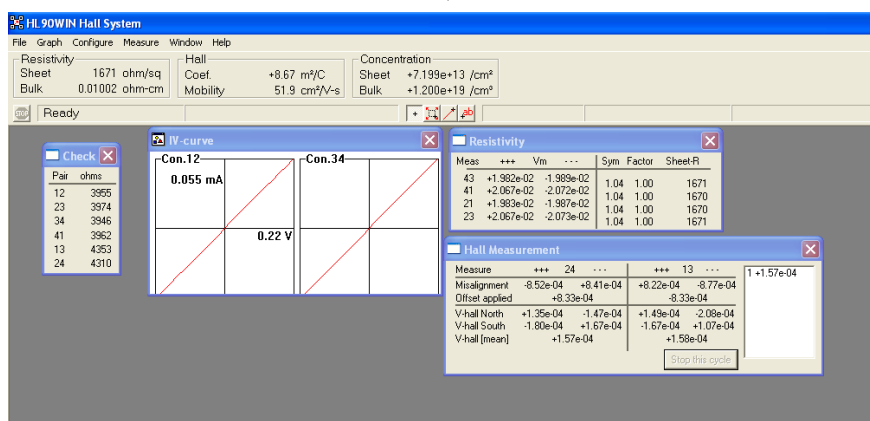 HL90WIN Hall System
File Graph Configure Measure Window Help
Resistivity Hall Concentration
Sheet 1671 ohm/sq Coef. +8.67 m²/C Sheet +7.199e+13 /cm²
Bulk 0.01002 ohm-cm Mobility 51.9 cm²/V-s Bulk +1.200e+19 /cm³
STOP Ready + ab
Check
Pair ohms
12 3955
23 3974
34 3946
41 3962
13 4353
24 4310
IV-curve
Con.12 Con.34
0.055 mA
0.22 V
Resistivity
Meas +++ Vm --- Sym Factor Sheet-R
43 +1.982e-02 -1.989e-02 1.04 1.00 1671
41 +2.067e-02 -2.072e-02 1.04 1.00 1670
21 +1.983e-02 -1.987e-02 1.04 1.00 1670
23 +2.067e-02 -2.073e-02 1.04 1.00 1671
Hall Measurement
Measure +++ 24 --- +++ 13 ---
Misalignment -8.52e-04 +8.41e-04 +8.22e-04 -8.77e-04
Offset applied +8.33e-04 -8.33e-04
V-hall North +1.35e-04 -1.47e-04 +1.49e-04 -2.08e-04
V-hall South -1.80e-04 +1.67e-04 -1.67e-04 +1.07e-04
V-hall [mean] +1.57e-04 +1.58e-04
1 +1.57e-04
Stop this cycle